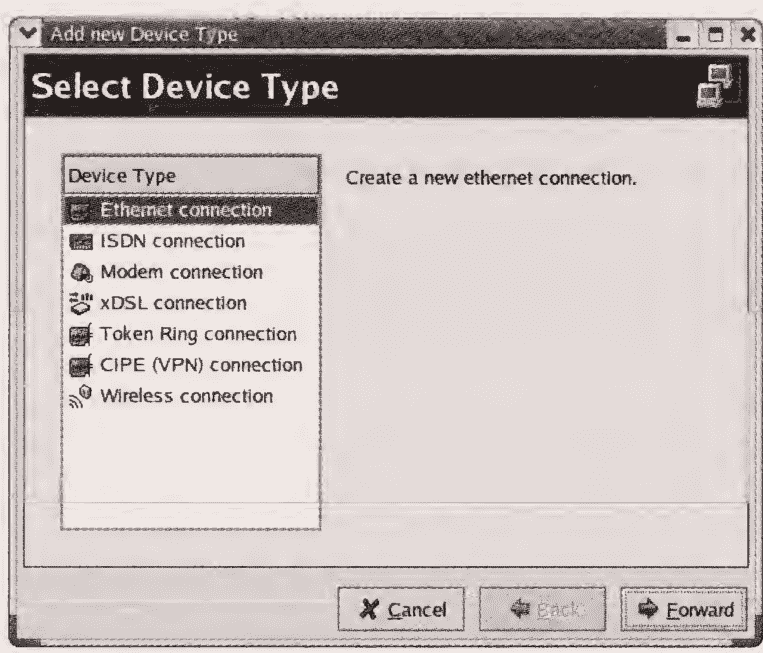 Add new Device Type
Select Device Type
Device Type
Create a new ethernet connection.
Ethernet connection
ISDN connection
Modem connection
xDSL connection
Token Ring connection
CIPE (VPN) connection
Wireless connection
Cancel
Back
Forward